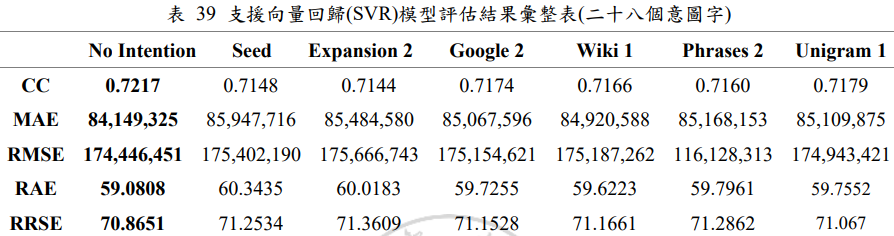 表 39 支援向量回歸(SVR)模型評估結果彙整表(二十八個意圖字)
No Intention Seed Expansion 2 Google 2 Wiki 1 Phrases 2 Unigram 1
CC 0.7217 0.7148 0.7144 0.7174 0.7166 0.7160 0.7179
MAE 84,149,325 85,947,716 85,484,580 85,067,596 84,920,588 85,168,153 85,109,875
RMSE 174,446,451 175,402,190 175,666,743 175,154,621 175,187,262 116,128,313 174,943,421
RAE 59.0808 60.3435 60.0183 59.7255 59.6223 59.7961 59.7552
RRSE 70.8651 71.2534 71.3609 71.1528 71.1661 71.2862 71.067